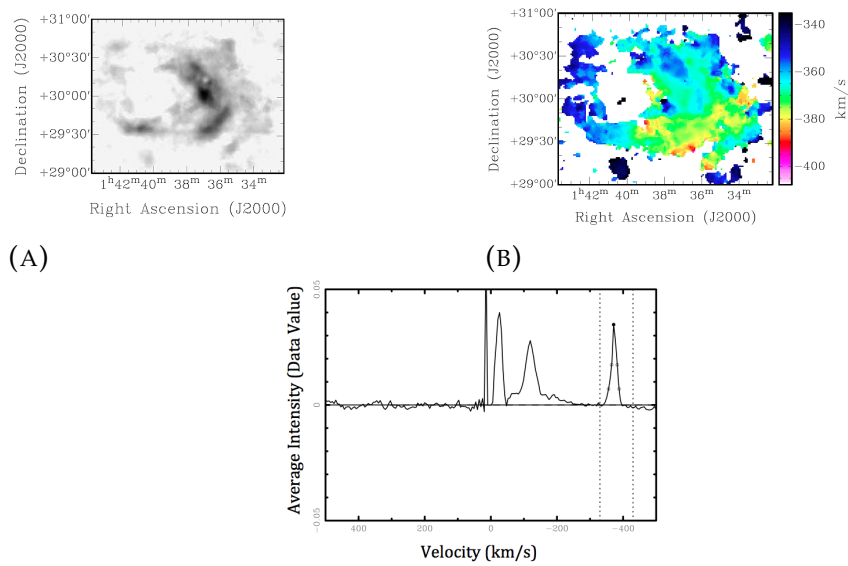 +31°00′
+30°30′
+30°00′
+29°30′
+29°00′
Declination (J2000)
1ʰ42ᵐ40ᵐ 38ᵐ 36ᵐ 34ᵐ
Right Ascension (J2000)
+31°00′
+30°30′
+30°00′
+29°30′
+29°00′
Declination (J2000)
1ʰ42ᵐ 40ᵐ 38ᵐ 36ᵐ 34ᵐ
Right Ascension (J2000)
−340
−360
−380
−400
km/s
(A)
(B)
0.05
0
−0.05
Average Intensity (Data Value)
400 200 0 −200 −400
Velocity (km/s)